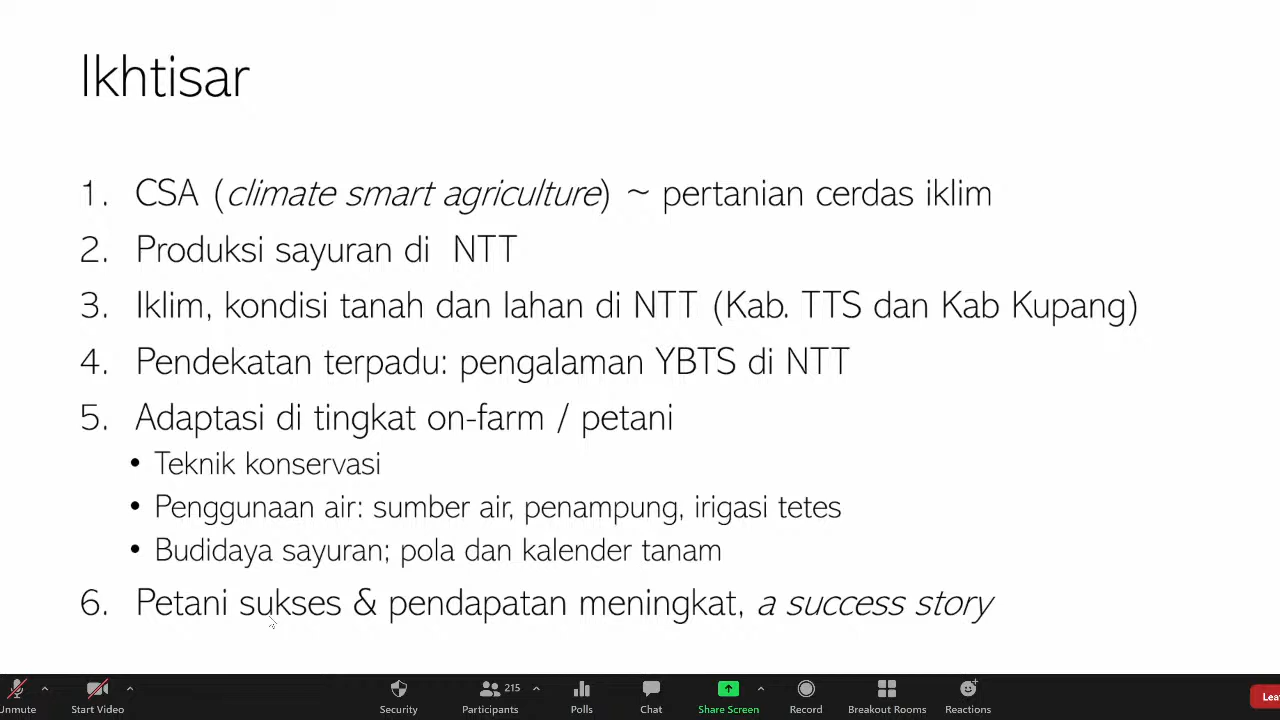 Ikhtisar
1. CSA (climate smart agriculture) ~ pertanian cerdas iklim
2. Produksi sayuran di NTT
3. Iklim, kondisi tanah dan lahan di NTT (Kab. TTS dan Kab Kupang)
4. Pendekatan terpadu: pengalaman YBTS di NTT
5. Adaptasi di tingkat on-farm / petani
• Teknik konservasi
• Penggunaan air: sumber air, penampung, irigasi tetes
• Budidaya sayuran; pola dan kalender tanam
6. Petani sukses & pendapatan meningkat, a success story
215
Unmute Start Video Security Participants Polls Chat Share Screen Record Breakout Rooms Reactions Lea